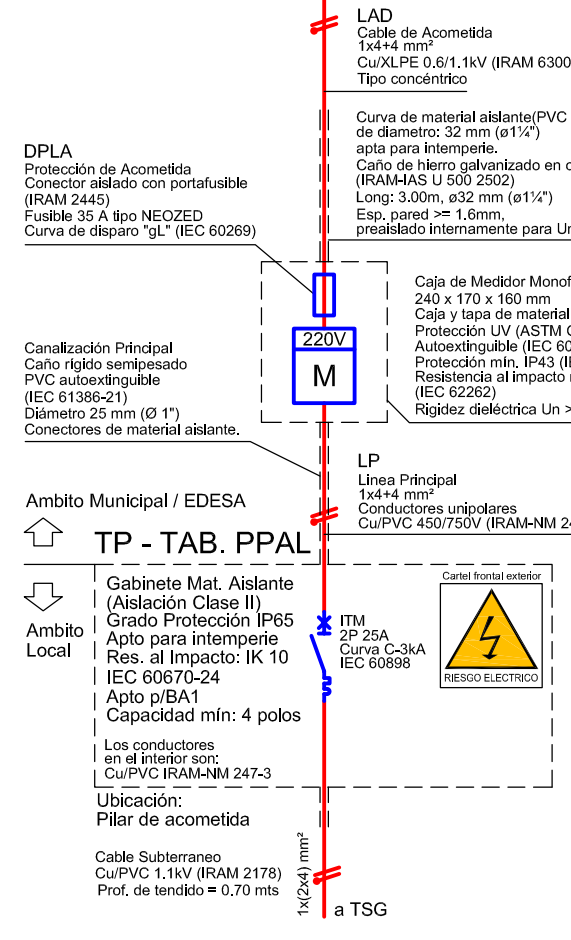 LAD
Cable de Acometida
1x4+4 mm²
Cu/XLPE 0.6/1.1kV (IRAM 6300
Tipo concéntrico
Curva de material aislante(PVC
de diametro: 32 mm (ø1¼")
apta para intemperie.
Caño de hierro galvanizado en
(IRAM-IAS U 500 2502)
Long: 3.00m, ø32 mm (ø1¼")
Esp. pared >= 1.6mm,
preaislado internamente para
DPLA
Protección de Acometida
Conector aislado con portafusible
(IRAM 2445)
Fusible 35 A tipo NEOZED
Curva de disparo "gL" (IEC 60269)
220V
M
Caja de Medidor
240 x 170 x 160 mm
Caja y tapa de material
Protección UV (ASTM
Autoextinguible (IEC
Protección mín. IP43
Resistencia al impacto
(IEC 62262)
Rigidez dieléctrica Un >
Canalización Principal
Caño rígido semipesado
PVC autoextinguible
(IEC 61386-21)
Diámetro 25 mm (Ø 1")
Conectores de material aislante.
LP
Linea Principal
1x4+4 mm²
Conductores unipolares
Cu/PVC 450/750V (IRAM-NM
Ambito Municipal / EDESA
TP - TAB. PPAL
Ambito
Local
Gabinete Mat. Aislante
(Aislación Clase II)
Grado Protección IP65
Apto para intemperie
Res. al Impacto: IK 10
IEC 60670-24
Apto p/BA1
Capacidad mín: 4 polos
Los conductores
en el interior son:
Cu/PVC IRAM-NM 247-3
ITM
2P 25A
Curva C-3kA
IEC 60898
Cartel frontal exterior
RIESGO ELECTRICO
Ubicación:
Pilar de acometida
Cable Subterraneo
Cu/PVC 1.1kV (IRAM 2178)
Prof. de tendido = 0.70 mts
1x(2x4) mm²
a TSG